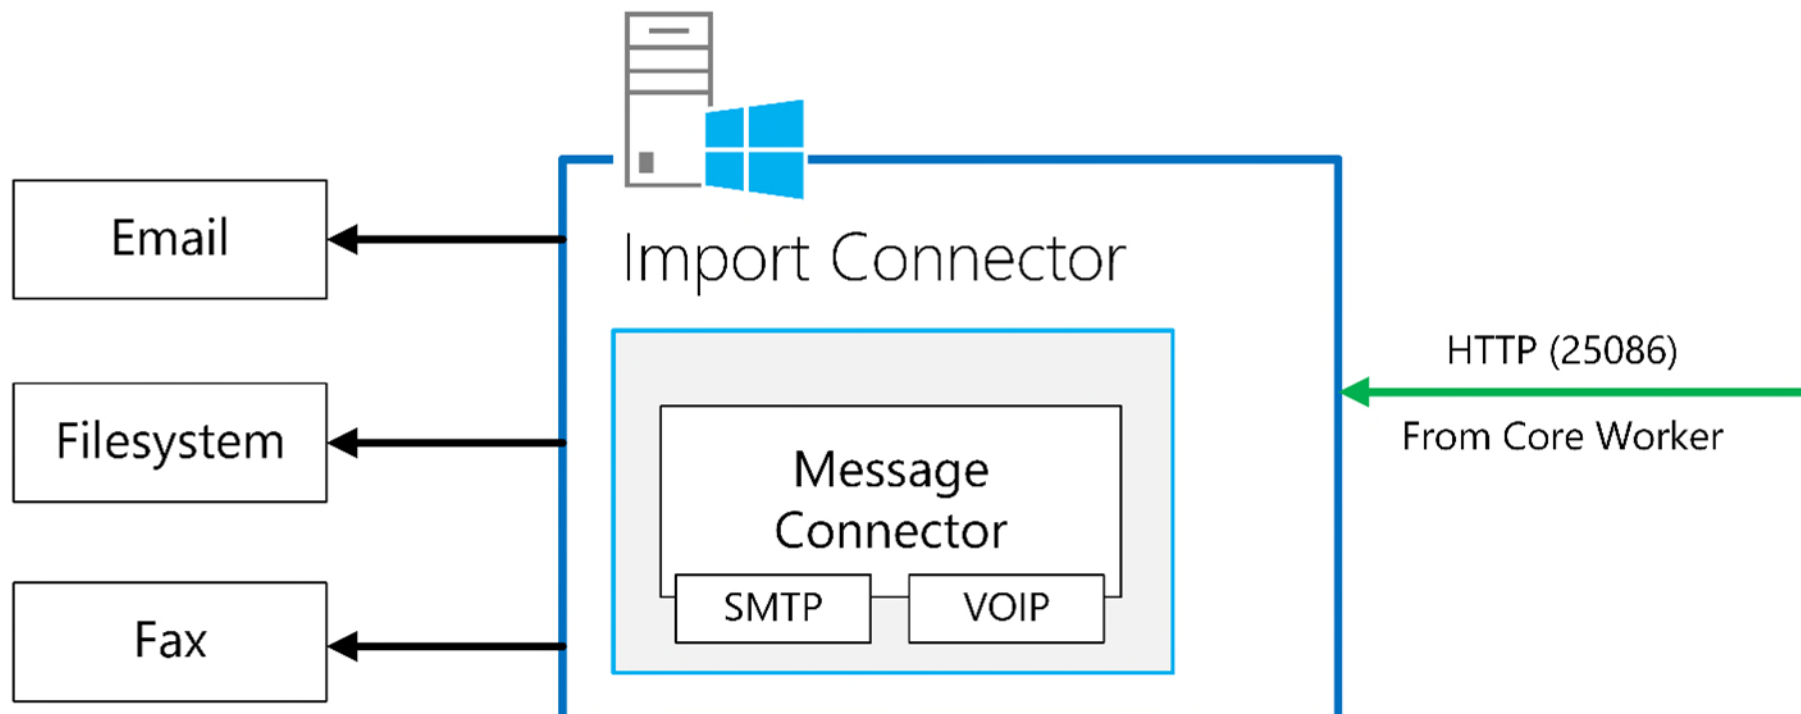 Email
Filesystem
Fax
Import Connector
Message
Connector
SMTP
VOIP
HTTP (25086)
From Core Worker